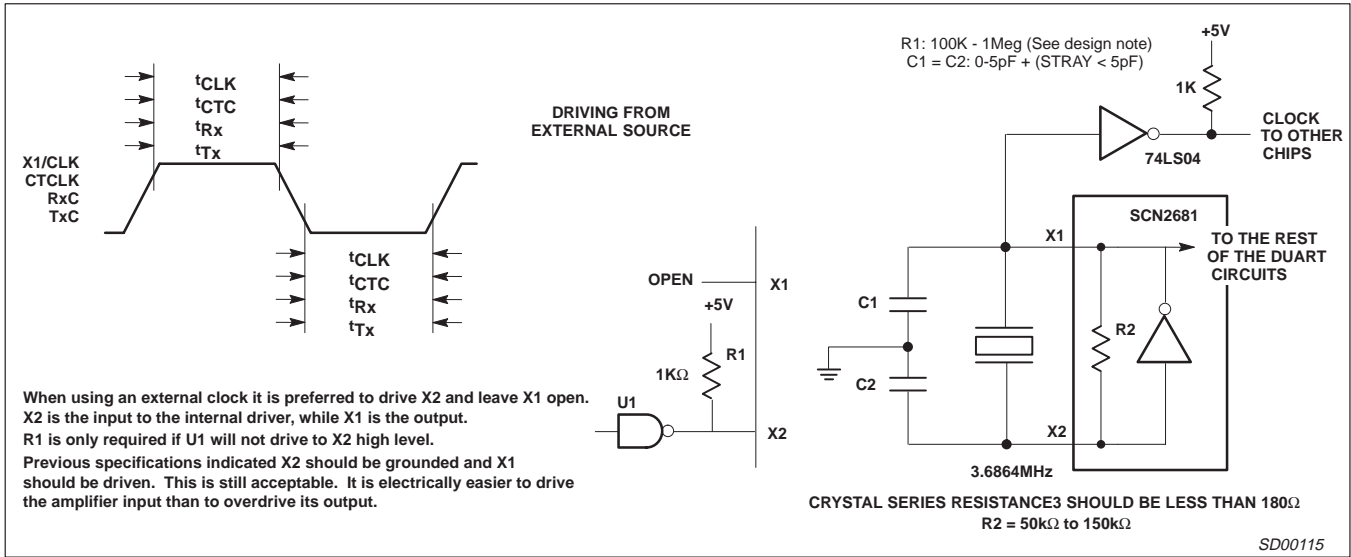 tCLK
tCTC
tRx
tTx
X1/CLK
CTCLK
RxC
TxC
tCLK
tCTC
tRx
tTx
When using an external clock it is preferred to drive X2 and leave X1 open.
X2 is the input to the internal driver, while X1 is the output.
R1 is only required if U1 will not drive to X2 high level.
Previous specifications indicated X2 should be grounded and X1
should be driven. This is still acceptable. It is electrically easier to drive
the amplifier input than to overdrive its output.
DRIVING FROM
EXTERNAL SOURCE
OPEN
X1
+5V
R1
1KΩ
U1
X2
R1: 100K - 1Meg (See design note)
C1 = C2: 0-5pF + (STRAY < 5pF)
+5V
1K
CLOCK
TO OTHER
CHIPS
74LS04
SCN2681
X1
TO THE REST
OF THE DUART
CIRCUITS
C1
R2
C2
X2
3.6864MHz
CRYSTAL SERIES RESISTANCE3 SHOULD BE LESS THAN 180Ω
R2 = 50kΩ to 150kΩ
SD00115